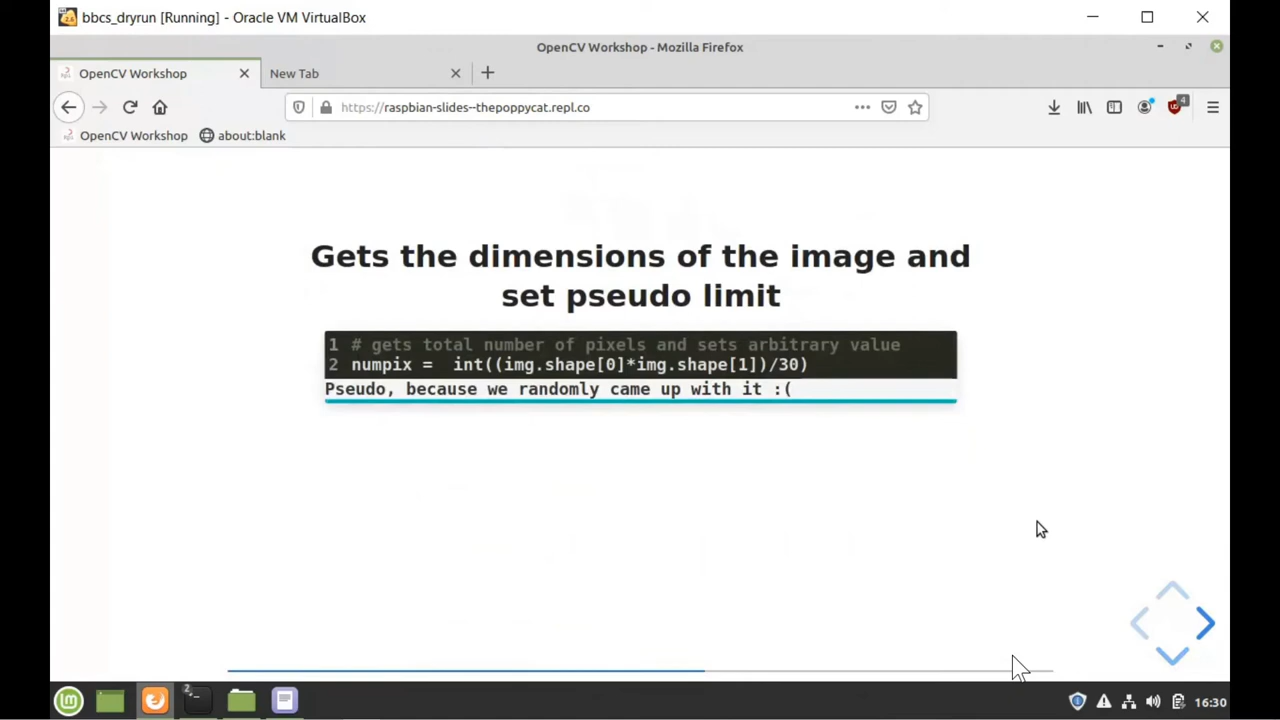 bbcs_dryrun [Running] - Oracle VM VirtualBox
OpenCV Workshop - Mozilla Firefox
OpenCV Workshop
New Tab
https://raspbian-slides--thepoppycat.repl.co
4
OpenCV Workshop
about:blank
Gets the dimensions of the image and
set pseudo limit
1 # gets total number of pixels and sets arbitrary value
2 numpix =  int((img.shape[0]*img.shape[1])/30)
Pseudo, because we randomly came up with it :(
2
16:30